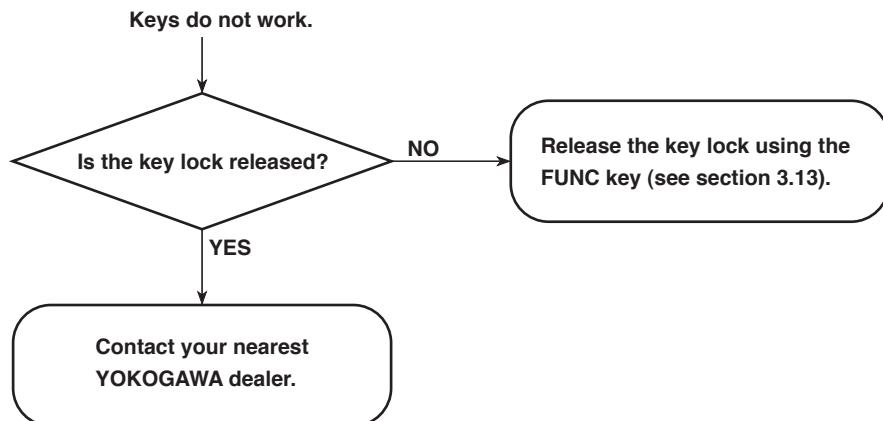 Keys do not work.
Is the key lock released?
NO
Release the key lock using the
FUNC key (see section 3.13).
YES
Contact your nearest
YOKOGAWA dealer.